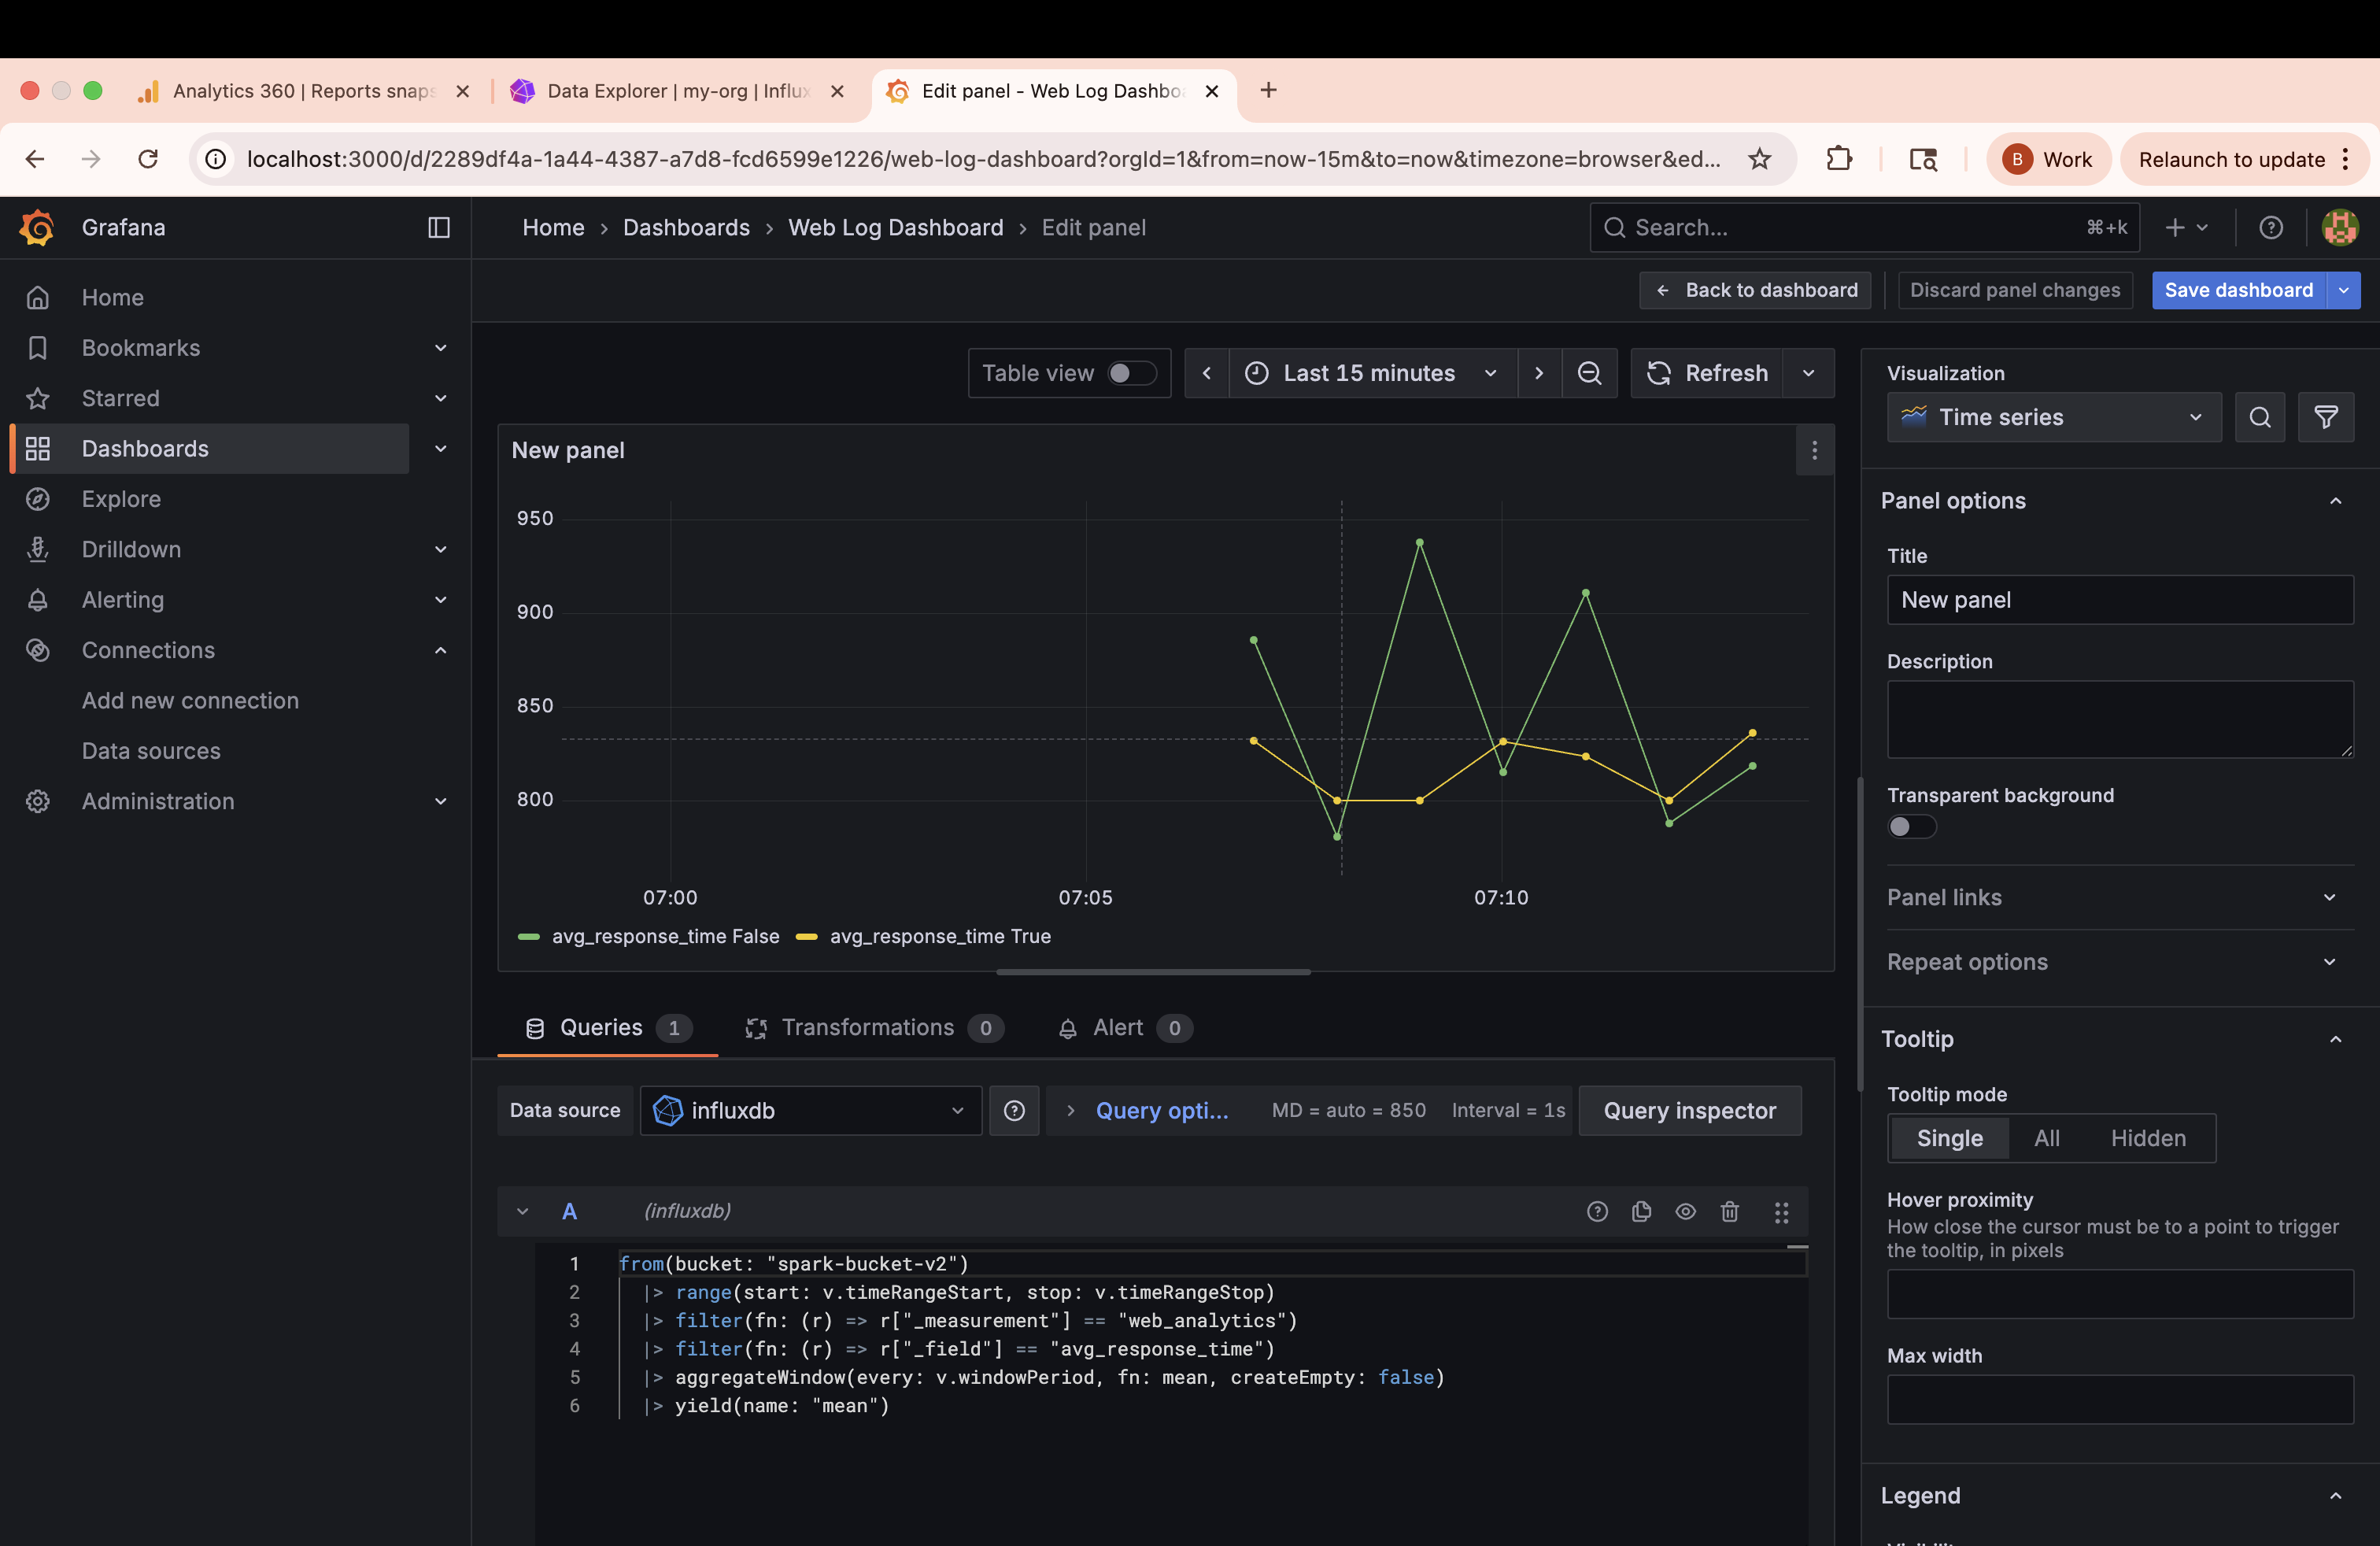 Analytics 360 | Reports snaps
Data Explorer | my-org | Influx
Edit panel - Web Log Dashbo
localhost:3000/d/2289df4a-1a44-4387-a7d8-fcd6599e1226/web-log-dashboard?orgId=1&from=now-15m&to=now&timezone=browser&ed...
B Work
Relaunch to update
Grafana
Home › Dashboards › Web Log Dashboard › Edit panel
Search...
⌘+k
Back to dashboard
Discard panel changes
Save dashboard
Home
Bookmarks
Starred
Dashboards
Explore
Drilldown
Alerting
Connections
Add new connection
Data sources
Administration
Table view
Last 15 minutes
Refresh
New panel
950
900
850
800
07:00
07:05
07:10
avg_response_time False
avg_response_time True
Queries 1
Transformations 0
Alert 0
Data source
influxdb
Query opti...
MD = auto = 850
Interval = 1s
Query inspector
A
(influxdb)
1 from(bucket: "spark-bucket-v2")
2 |> range(start: v.timeRangeStart, stop: v.timeRangeStop)
3 |> filter(fn: (r) => r["_measurement"] == "web_analytics")
4 |> filter(fn: (r) => r["_field"] == "avg_response_time")
5 |> aggregateWindow(every: v.windowPeriod, fn: mean, createEmpty: false)
6 |> yield(name: "mean")
Visualization
Time series
Panel options
Title
New panel
Description
Transparent background
Panel links
Repeat options
Tooltip
Tooltip mode
Single
All
Hidden
Hover proximity
How close the cursor must be to a point to trigger
the tooltip, in pixels
Max width
Legend